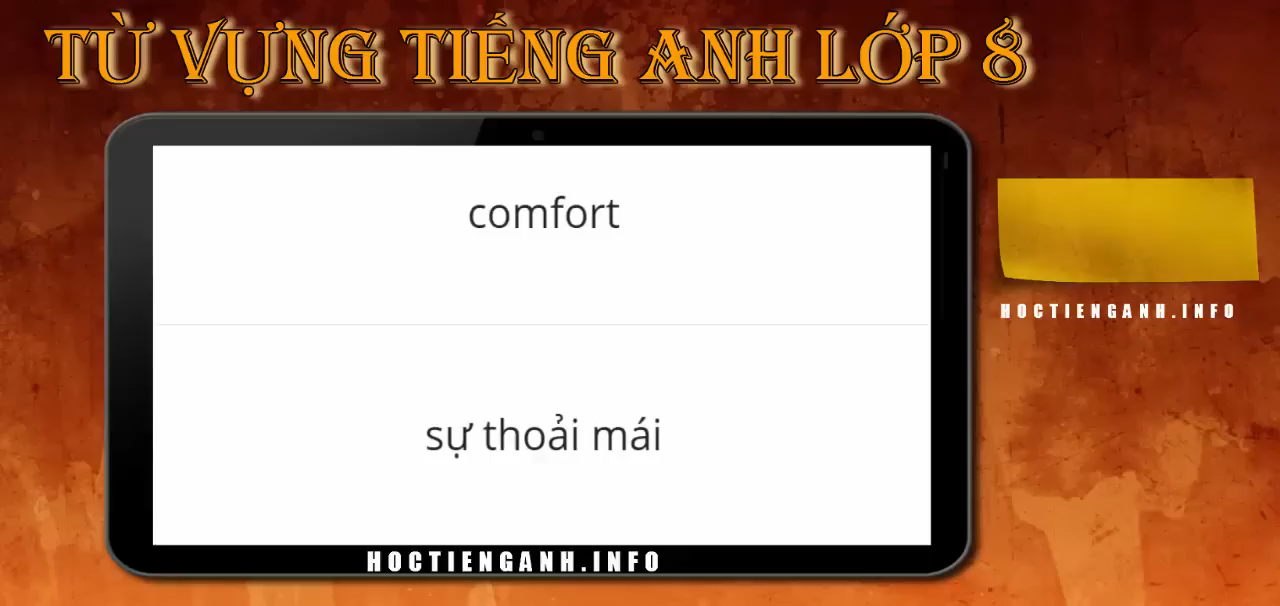 TỪ VỰNG TIẾNG ANH LỚP 8
comfort
sự thoải mái
HOCTIENGANH.INFO
HOCTIENGANH.INFO